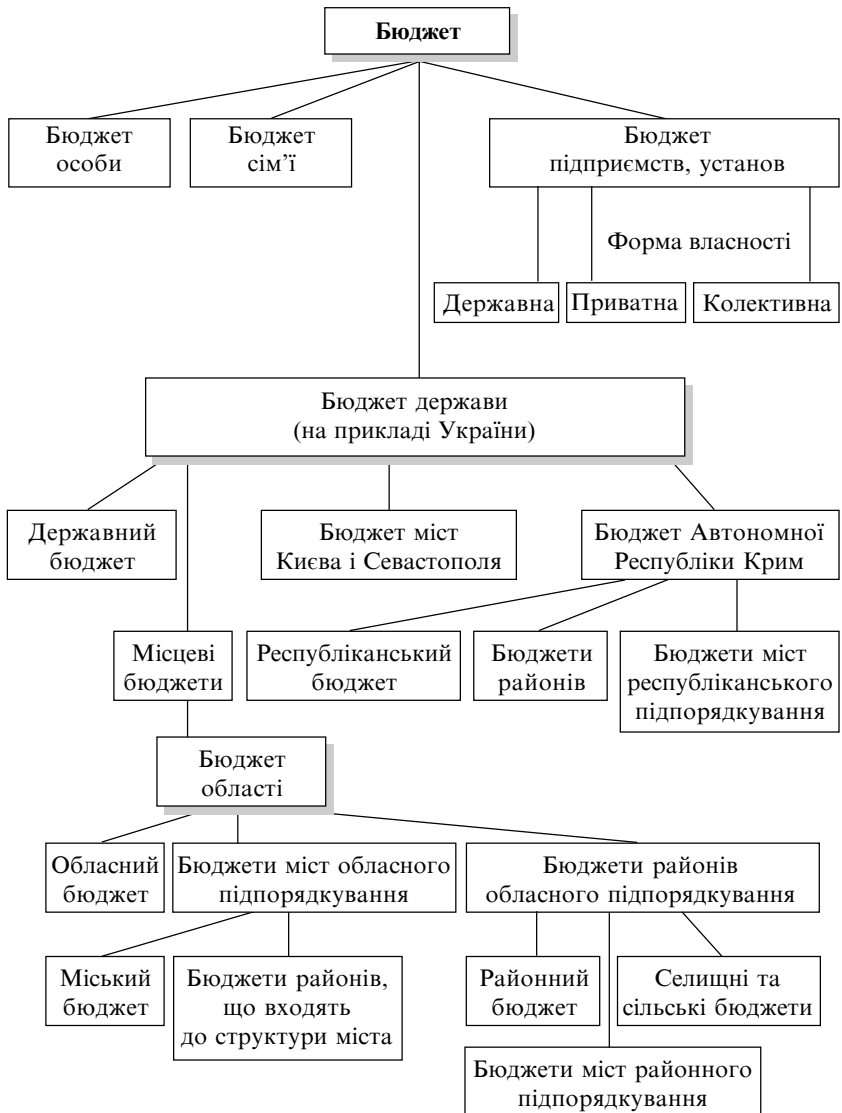 Бюджет
Бюджет
особи
Бюджет
сім’ї
Бюджет
підприємств, установ
Форма власності
Державна
Приватна
Колективна
Бюджет держави
(на прикладі України)
Державний
бюджет
Бюджет міст
Києва і Севастополя
Бюджет Автономної
Республіки Крим
Місцеві
бюджети
Республіканський
бюджет
Бюджети
районів
Бюджети міст
республіканського
підпорядкування
Бюджет
області
Обласний
бюджет
Бюджети міст обласного
підпорядкування
Бюджети районів
обласного підпорядкування
Міський
бюджет
Бюджети районів,
що входять
до структури міста
Районний
бюджет
Селищні та
сільські бюджети
Бюджети міст районного
підпорядкування